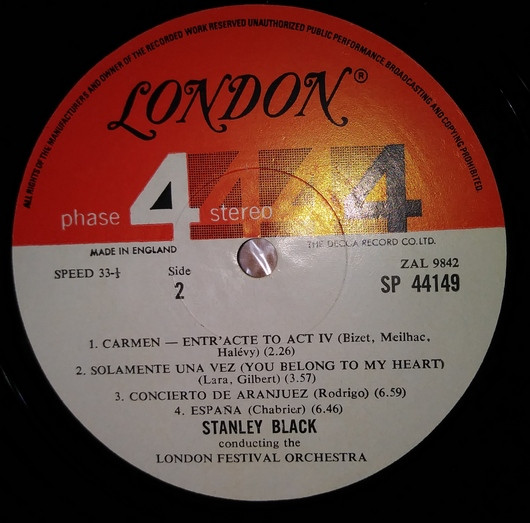 ALL RIGHTS OF THE MANUFACTURERS AND OWNER OF THE RECORDED WORK RESERVED UNAUTHORIZED PUBLIC PERFORMANCE BROADCASTING AND COPYING PROHIBITED
LONDON®
phase 4 stereo 4
MADE IN ENGLAND
THE DECCA RECORD CO. LTD.
SPEED 33-⅓
Side
2
ZAL 9842
SP 44149
1. CARMEN — ENTR'ACTE TO ACT IV (Bizet, Meilhac,
Halévy) (2.26)
2. SOLAMENTE UNA VEZ (YOU BELONG TO MY HEART)
(Lara, Gilbert) (3.57)
3. CONCIERTO DE ARANJUEZ (Rodrigo) (6.59)
4. ESPAÑA (Chabrier) (6.46)
STANLEY BLACK
conducting the
LONDON FESTIVAL ORCHESTRA